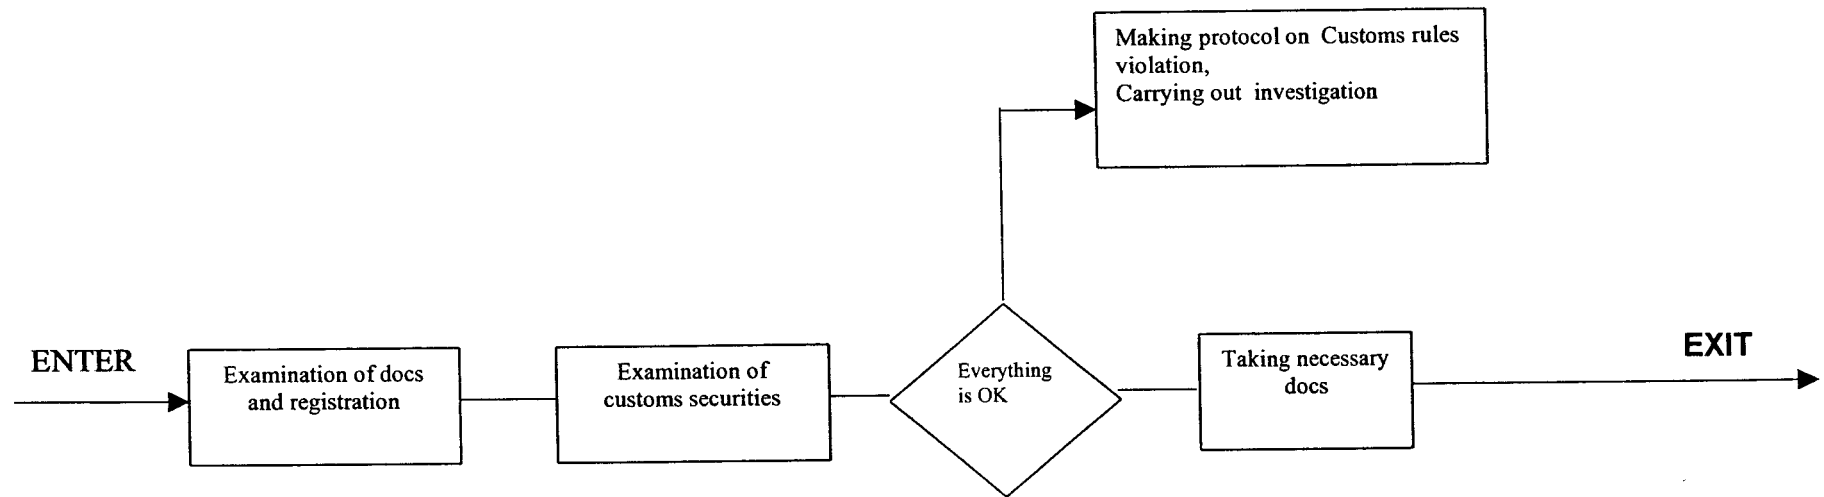 Making protocol on Customs rules
violation,
Carrying out investigation
ENTER
Examination of docs
and registration
Examination of
customs securities
Everything
is OK
Taking necessary
docs
EXIT